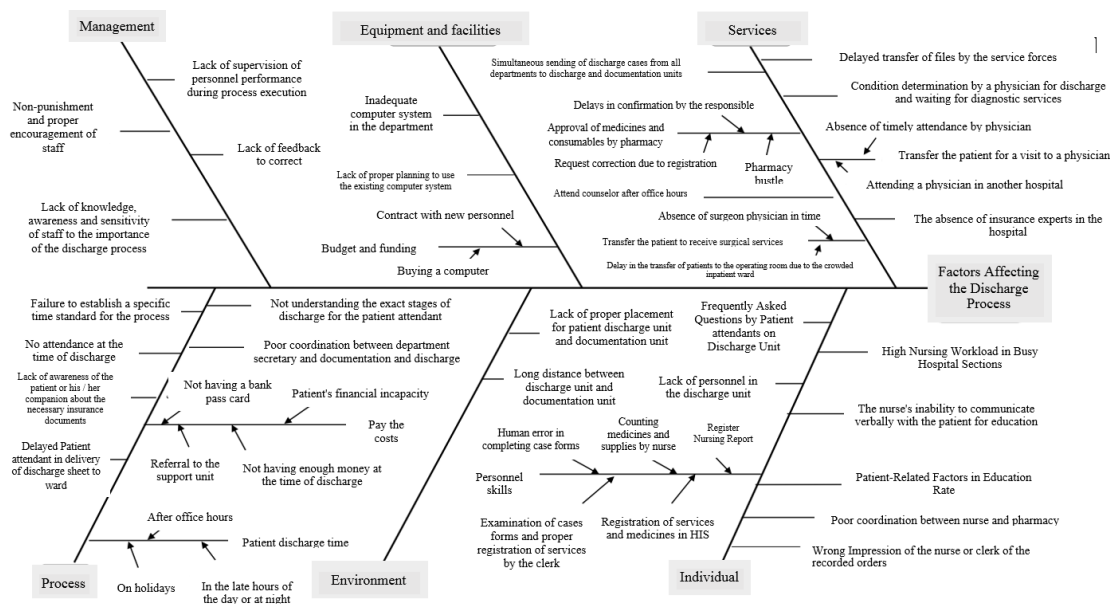 Management
Equipment and facilities
Services
1
Lack of supervision of
personnel performance
during process execution
Non-punishment and
proper
encouragement of
staff
Lack of feedback
to correct
Lack of knowledge,
awareness and sensitivity
of staff to the importance
of the discharge process
Inadequate
computer system
in the department
Lack of proper planning to use
the existing computer system
Contract with new personnel
Budget and funding
Buying a computer
Simultaneous sending of discharge cases from all
departments to discharge and documentation units
Delays in confirmation by the responsible
Approval of medicines and
consumables by pharmacy
Request correction due to registration
Pharmacy
bustle
Attend counselor after office hours
Absence of surgeon physician in time
Transfer the patient to receive surgical services
Delay in the transfer of patients to the operating room due to the crowded
inpatient ward
Delayed transfer of files by the service forces
Condition determination by a physician for discharge
and waiting for diagnostic services
Absence of timely attendance by physician
Transfer the patient for a visit to a physician
Attending a physician in another hospital
The absence of insurance experts in the
hospital
Factors Affecting
the Discharge
Process
Failure to establish a specific
time standard for the process
Not understanding the exact stages of
discharge for the patient attendant
No attendance at the
time of discharge
Poor coordination between department
secretary and documentation and discharge
Lack of awareness of the
patient or his / her
companion about the
necessary insurance
documents
Not having a bank
pass card
Patient's financial incapacity
Pay the
costs
Delayed Patient
attendant in delivery
of discharge sheet to
ward
Referral to the
support unit
Not having enough money at
the time of discharge
After office hours
Patient discharge time
On holidays
In the late hours of
the day or at night
Process
Lack of proper placement
for patient discharge unit
and documentation unit
Long distance between
discharge unit and
documentation unit
Environment
Frequently Asked
Questions by Patient
attendants on
Discharge Unit
Lack of personnel in
the discharge unit
Human error in
completing case forms
Counting
medicines and
supplies by nurse
Register
Nursing Report
Personnel
skills
Examination of cases
forms and proper
registration of services
by the clerk
Registration of services
and medicines in HIS
High Nursing Workload in Busy
Hospital Sections
The nurse's inability to communicate
verbally with the patient for education
Patient-Related Factors in Education
Rate
Poor coordination between nurse and pharmacy
Wrong Impression of the nurse or clerk of the
recorded orders
Individual